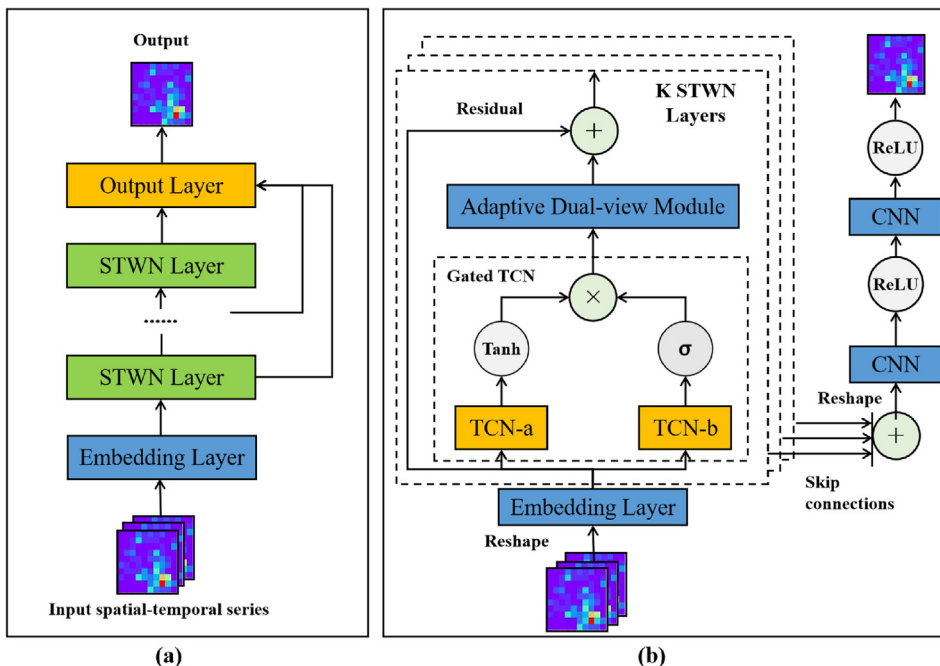 Output
Output Layer
STWN Layer
......
STWN Layer
Embedding Layer
Input spatial-temporal series
(a)
K STWN
Layers
Residual
+
Adaptive Dual-view Module
Gated TCN
×
Tanh
σ
TCN-a
TCN-b
Embedding Layer
Reshape
ReLU
CNN
ReLU
CNN
Reshape
+
Skip
connections
(b)